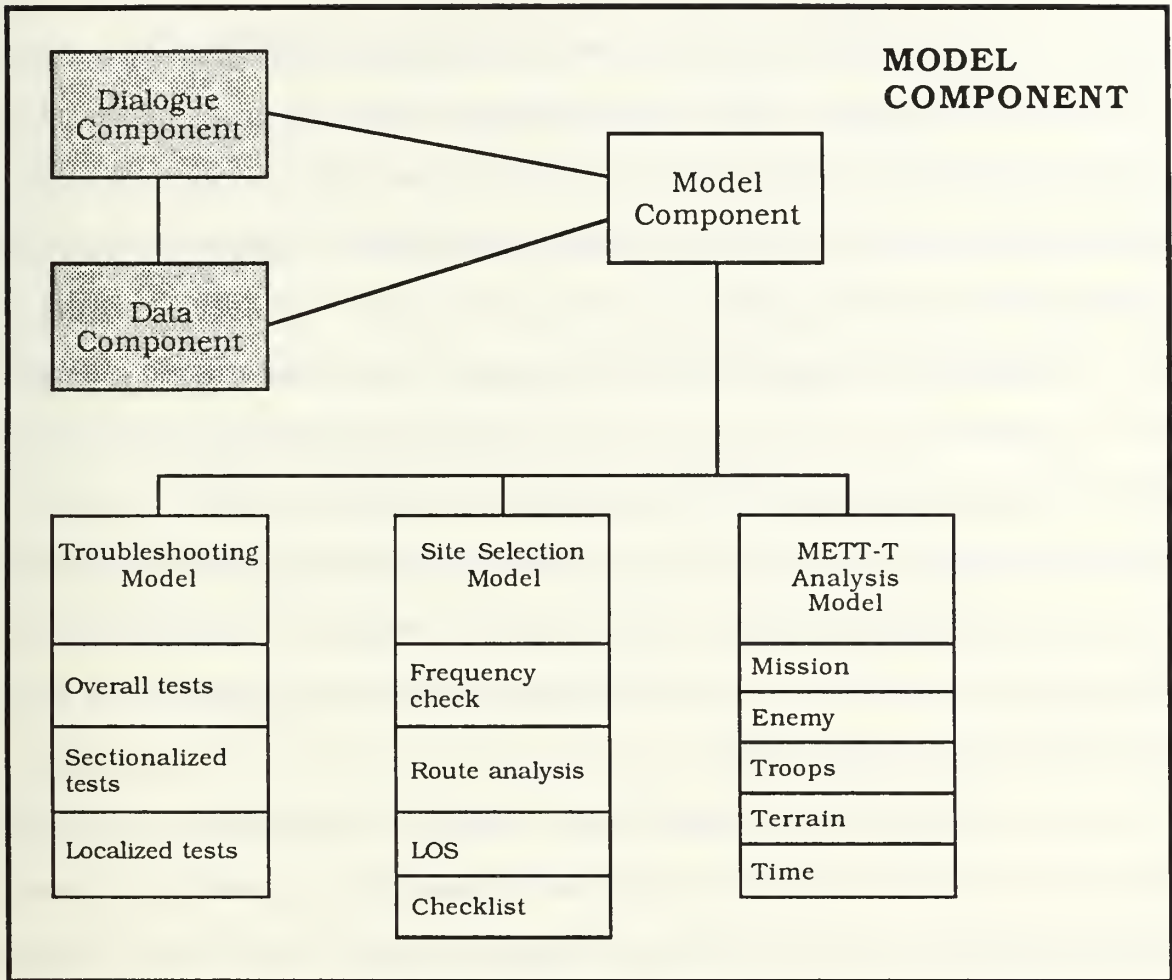 MODEL
COMPONENT
Dialogue
Component
Model
Component
Data
Component
Troubleshooting
Model
Overall tests
Sectionalized
tests
Localized tests
Site Selection
Model
Frequency
check
Route analysis
LOS
Checklist
METT-T
Analysis
Model
Mission
Enemy
Troops
Terrain
Time